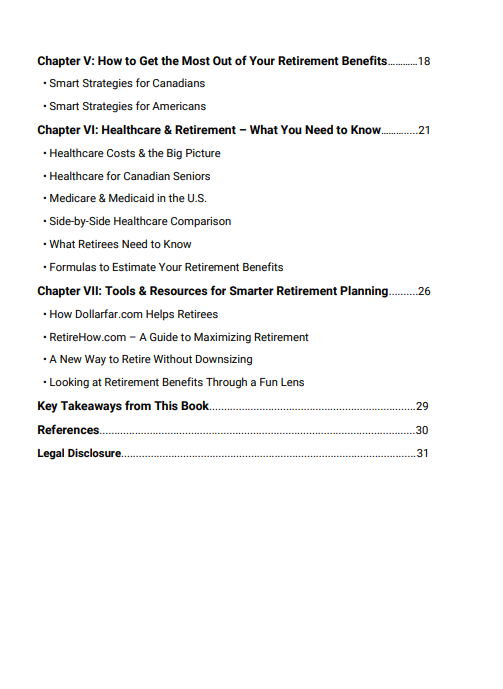 Chapter V: How to Get the Most Out of Your Retirement Benefits…………18
• Smart Strategies for Canadians
• Smart Strategies for Americans
Chapter VI: Healthcare & Retirement – What You Need to Know……….....21
• Healthcare Costs & the Big Picture
• Healthcare for Canadian Seniors
• Medicare & Medicaid in the U.S.
• Side-by-Side Healthcare Comparison
• What Retirees Need to Know
• Formulas to Estimate Your Retirement Benefits
Chapter VII: Tools & Resources for Smarter Retirement Planning..........26
• How Dollarfar.com Helps Retirees
• RetireHow.com – A Guide to Maximizing Retirement
• A New Way to Retire Without Downsizing
• Looking at Retirement Benefits Through a Fun Lens
Key Takeaways from This Book.....................................................................29
References..........................................................................................................30
Legal Disclosure...................................................................................................31